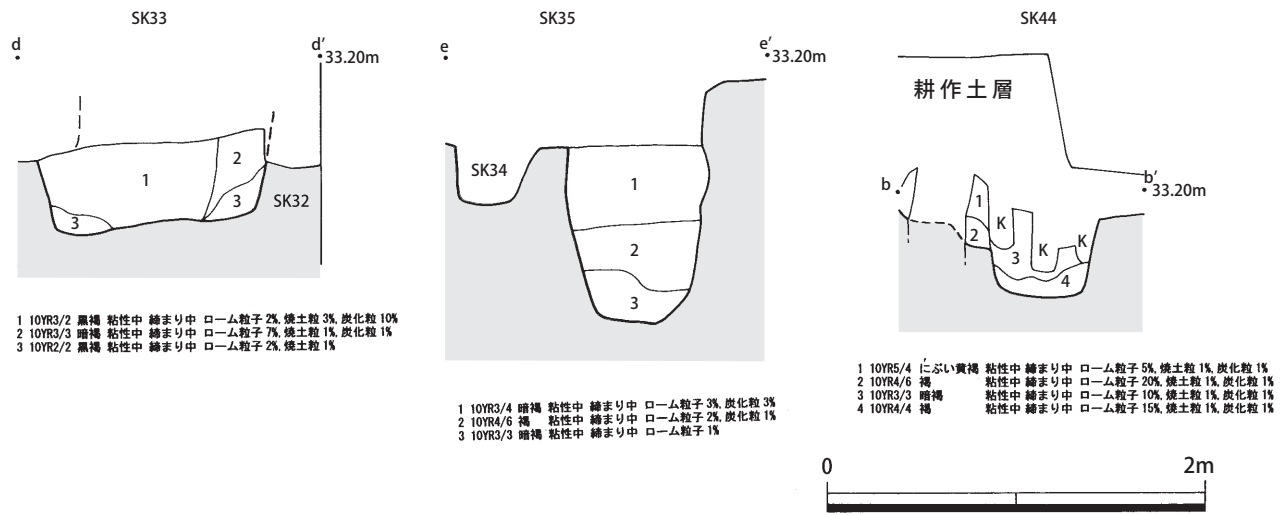 SK33
d
d′
33.20m
1
2
3
3
SK32
1 10YR3/2 黒褐 粘性中 締まり中 ローム粒子 2%, 焼土粒 3%, 炭化粒 10%
2 10YR3/3 暗褐 粘性中 締まり中 ローム粒子 7%, 焼土粒 1%, 炭化粒 1%
3 10YR2/2 黒褐 粘性中 締まり中 ローム粒子 2%, 焼土粒 1%
SK35
e
e′
33.20m
SK34
1
2
3
1 10YR3/4 暗褐 粘性中 締まり中 ローム粒子 3%, 炭化粒 3%
2 10YR4/6 褐 粘性中 締まり中 ローム粒子 2%, 炭化粒 1%
3 10YR3/3 暗褐 粘性中 締まり中 ローム粒子 1%
SK44
耕作土層
b
b′
33.20m
1
2
K
3
K
K
4
1 10YR5/4 にぶい黄褐 粘性中 締まり中 ローム粒子 5%, 焼土粒 1%, 炭化粒 1%
2 10YR4/6 褐 粘性中 締まり中 ローム粒子 20%, 焼土粒 1%, 炭化粒 1%
3 10YR3/3 暗褐 粘性中 締まり中 ローム粒子 10%, 焼土粒 1%, 炭化粒 1%
4 10YR4/4 褐 粘性中 締まり中 ローム粒子 15%, 焼土粒 1%, 炭化粒 1%
0 2m